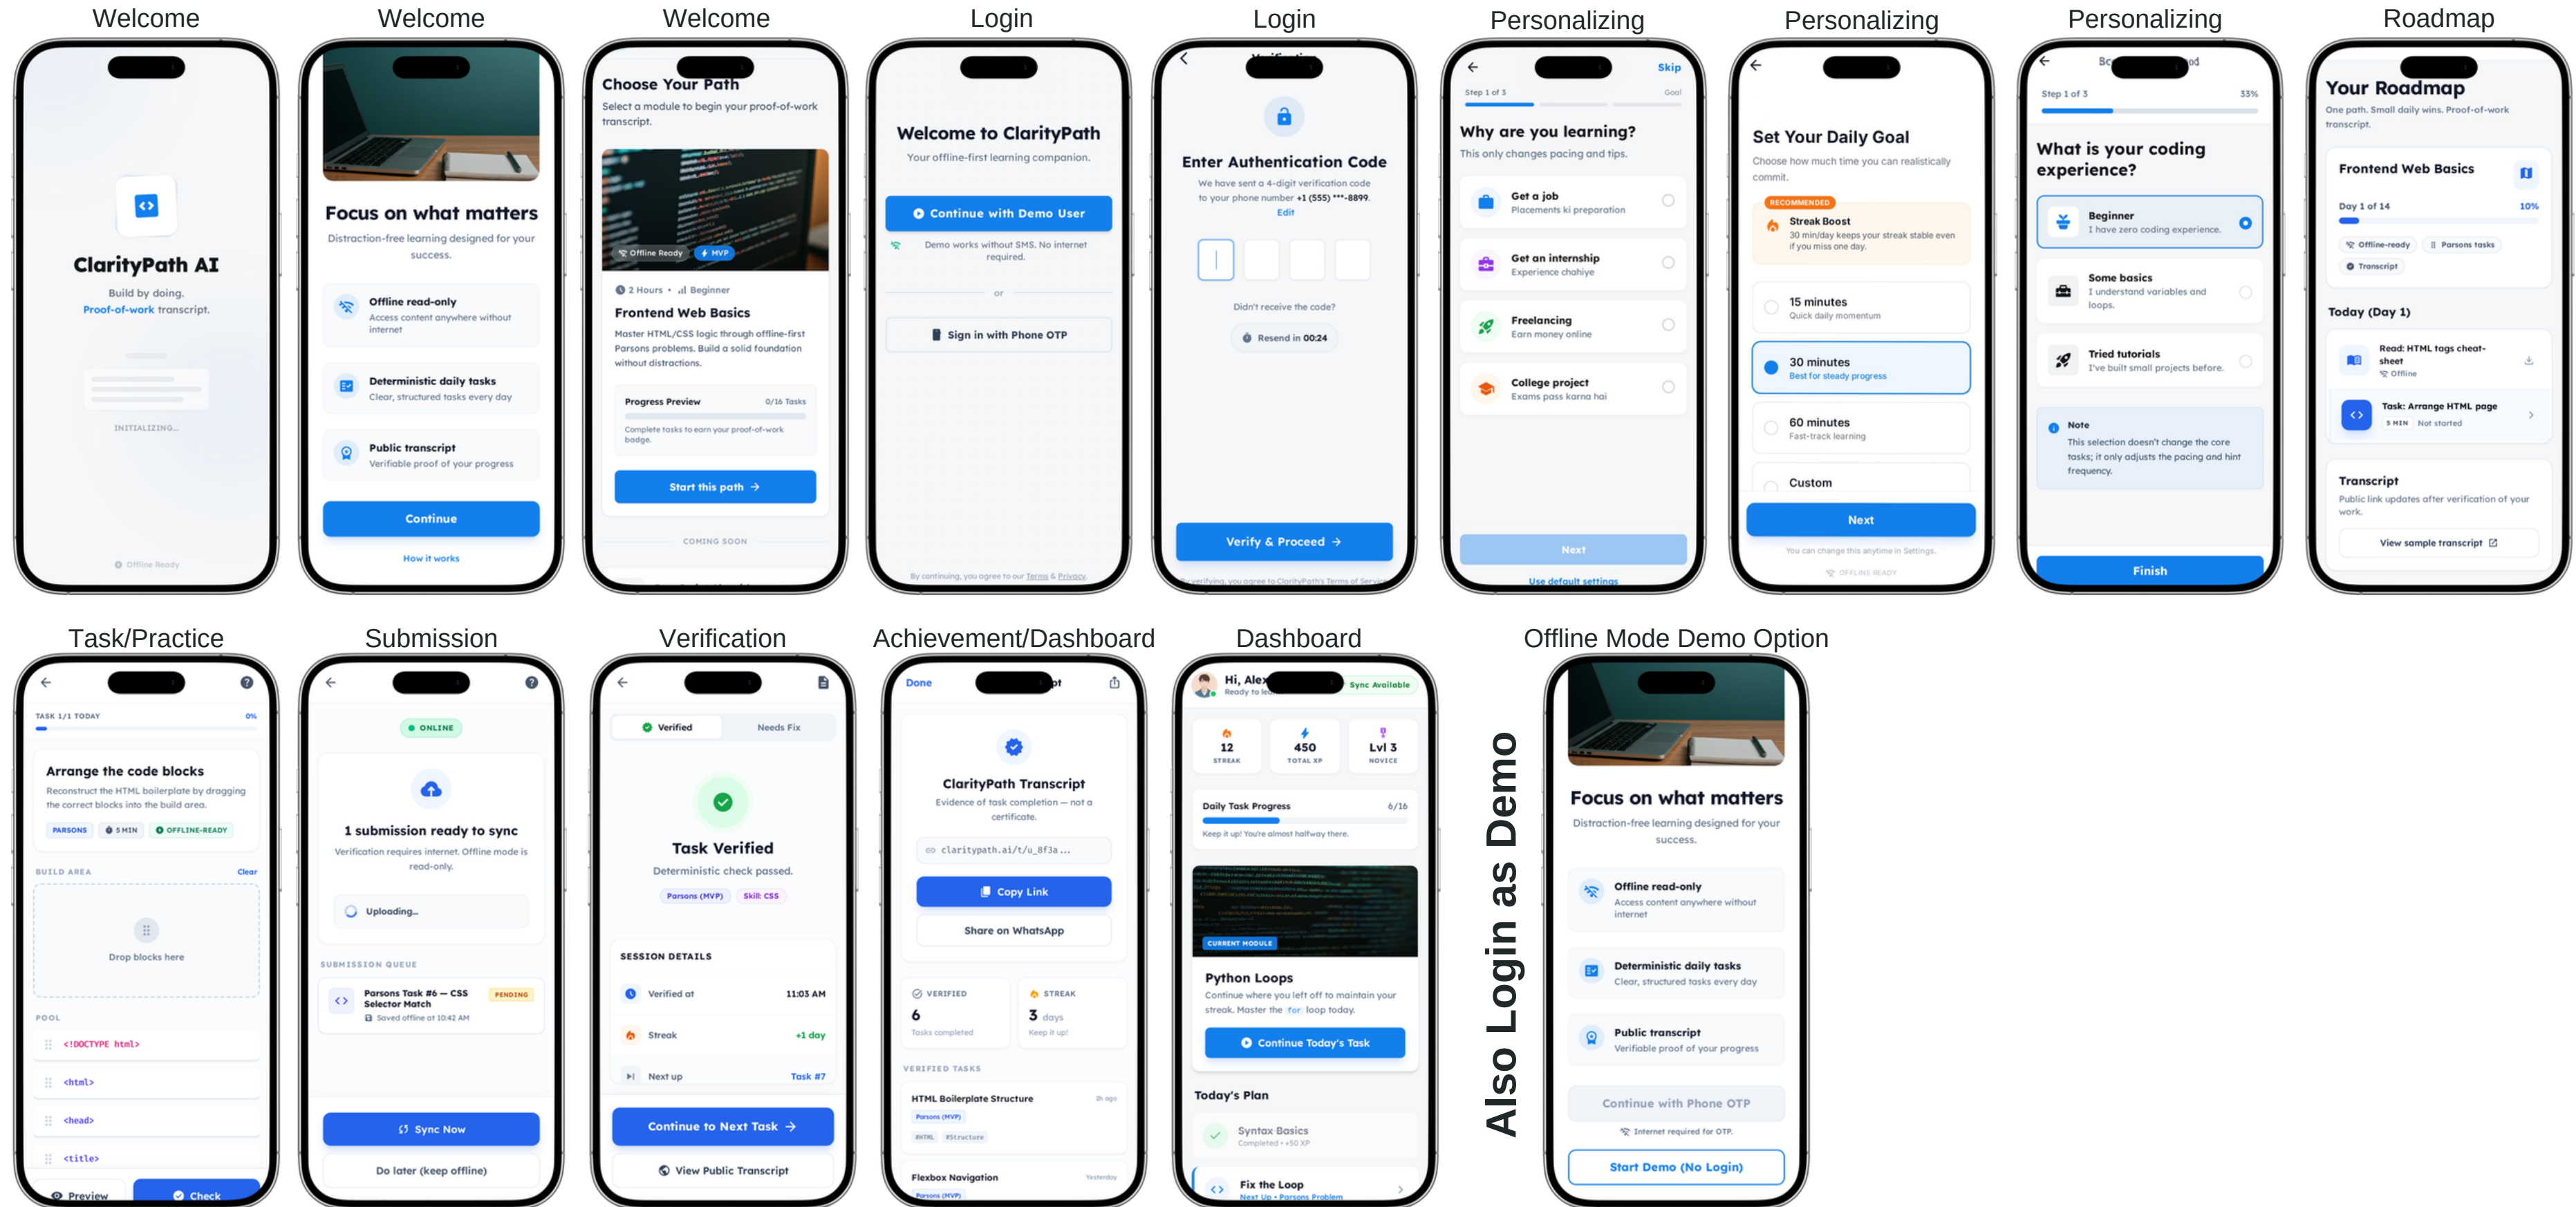 Welcome
Welcome
Welcome
Login
Login
Personalizing
Personalizing
Personalizing
Roadmap
ClarityPath AI
Build by doing.
Proof-of-work transcript.
INITIALIZING...
Offline Ready
Focus on what matters
Distraction-free learning designed for your
success.
Offline read-only
Access content anywhere without
internet
Deterministic daily tasks
Clear, structured tasks every day
Public transcript
Verifiable proof of your progress
Continue
How it works
Choose Your Path
Select a module to begin your proof-of-work
transcript.
Offline Ready
MVP
2 Hours • Beginner
Frontend Web Basics
Master HTML/CSS logic through offline-first
Parsons problems. Build a solid foundation
without distractions.
Progress Preview
0/16 Tasks
Complete tasks to earn your proof-of-work
badge.
Start this path →
COMING SOON
Welcome to ClarityPath
Your offline-first learning companion.
Continue with Demo User
Demo works without SMS. No internet
required.
or
Sign in with Phone OTP
By continuing, you agree to our Terms & Privacy.
Enter Authentication Code
We have sent a 4-digit verification code
to your phone number +1 (555) ***-8899.
Edit
Didn't receive the code?
Resend in 00:24
Verify & Proceed →
By verifying, you agree to ClarityPath's Terms of Service
Skip
Step 1 of 3
Goal
Why are you learning?
This only changes pacing and tips.
Get a job
Placements ki preparation
Get an internship
Experience chahiye
Freelancing
Earn money online
College project
Exams pass karna hai
Next
Use default settings
Set Your Daily Goal
Choose how much time you can realistically
commit.
RECOMMENDED
Streak Boost
30 min/day keeps your streak stable even
if you miss one day.
15 minutes
Quick daily momentum
30 minutes
Best for steady progress
60 minutes
Fast-track learning
Custom
Next
You can change this anytime in Settings.
OFFLINE READY
Step 1 of 3
33%
What is your coding
experience?
Beginner
I have zero coding experience.
Some basics
I understand variables and
loops.
Tried tutorials
I've built small projects before.
Note
This selection doesn't change the core
tasks; it only adjusts the pacing and hint
frequency.
Finish
Your Roadmap
One path. Small daily wins. Proof-of-work
transcript.
Frontend Web Basics
Day 1 of 14
10%
Offline-ready
Parsons tasks
Transcript
Today (Day 1)
Read: HTML tags cheat-
sheet
Offline
Task: Arrange HTML page
5 MIN Not started
Transcript
Public link updates after verification of your
work.
View sample transcript
Task/Practice
Submission
Verification
Achievement/Dashboard
Dashboard
Offline Mode Demo Option
TASK 1/1 TODAY
0%
Arrange the code blocks
Reconstruct the HTML boilerplate by dragging
the correct blocks into the build area.
PARSONS
5 MIN
OFFLINE-READY
BUILD AREA
Clear
Drop blocks here
POOL
<!DOCTYPE html>
<html>
<head>
<title>
Preview
Check
ONLINE
1 submission ready to sync
Verification requires internet. Offline mode is
read-only.
Uploading...
SUBMISSION QUEUE
Parsons Task #6 — CSS
Selector Match
PENDING
Saved offline at 10:42 AM
Sync Now
Do later (keep offline)
Verified
Needs Fix
Task Verified
Deterministic check passed.
Parsons (MVP)
Skill: CSS
SESSION DETAILS
Verified at
11:03 AM
Streak
+1 day
Next up
Task #7
Continue to Next Task →
View Public Transcript
Done
pt
ClarityPath Transcript
Evidence of task completion — not a
certificate.
claritypath.ai/t/u_8f3a...
Copy Link
Share on WhatsApp
VERIFIED
6
Tasks completed
STREAK
3 days
Keep it up!
VERIFIED TASKS
HTML Boilerplate Structure
2h ago
Parsons (MVP)
#HTML #Structure
Flexbox Navigation
Yesterday
Parsons (MVP)
Hi, Alex
Ready to lea
Sync Available
12
STREAK
450
TOTAL XP
Lvl 3
NOVICE
Daily Task Progress
6/16
Keep it up! You're almost halfway there.
CURRENT MODULE
Python Loops
Continue where you left off to maintain your
streak. Master the for loop today.
Continue Today's Task
Today's Plan
Syntax Basics
Completed • +50 XP
Fix the Loop
Next Up • Parsons Problem
Also Login as Demo
Focus on what matters
Distraction-free learning designed for your
success.
Offline read-only
Access content anywhere without
internet
Deterministic daily tasks
Clear, structured tasks every day
Public transcript
Verifiable proof of your progress
Continue with Phone OTP
Internet required for OTP.
Start Demo (No Login)